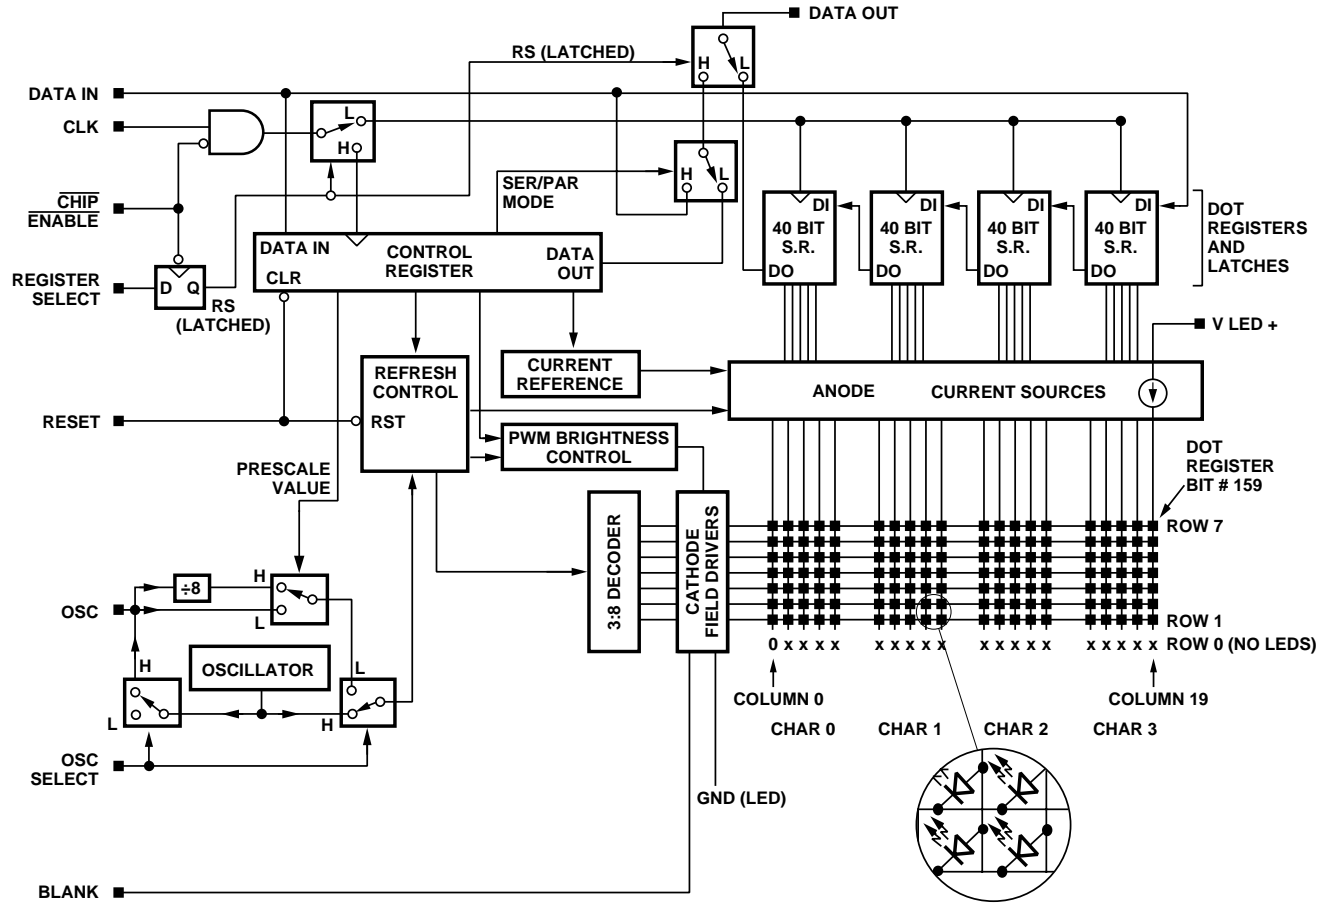 DATA OUT
RS (LATCHED)
H
L
DATA IN
CLK
L
H
H
L
SER/PAR
MODE
CHIP
ENABLE
DI
40 BIT
S.R.
DO
DI
40 BIT
S.R.
DO
DI
40 BIT
S.R.
DO
DI
40 BIT
S.R.
DO
DOT
REGISTERS
AND
LATCHES
DATA IN
CONTROL
REGISTER
DATA
OUT
CLR
REGISTER
SELECT
D Q
RS
(LATCHED)
V LED +
REFRESH
CONTROL
RST
CURRENT
REFERENCE
ANODE CURRENT SOURCES
RESET
PWM BRIGHTNESS
CONTROL
PRESCALE
VALUE
DOT
REGISTER
BIT # 159
3:8 DECODER
CATHODE
FIELD DRIVERS
ROW 7
ROW 1
0 x x x x x x x x x x x x x x x x x x x ROW 0 (NO LEDS)
÷8
H
L
OSC
H
L
OSCILLATOR
L
H
COLUMN 0
COLUMN 19
CHAR 0 CHAR 1 CHAR 2 CHAR 3
OSC
SELECT
GND (LED)
BLANK